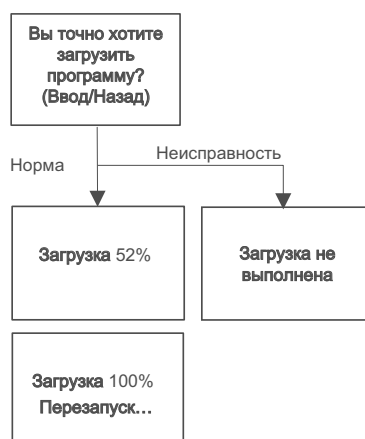 Вы точно хотите
загрузить
программу?
(Ввод/Назад)
Норма
Неисправность
Загрузка 52%
Загрузка не
выполнена
Загрузка 100%
Перезапуск...